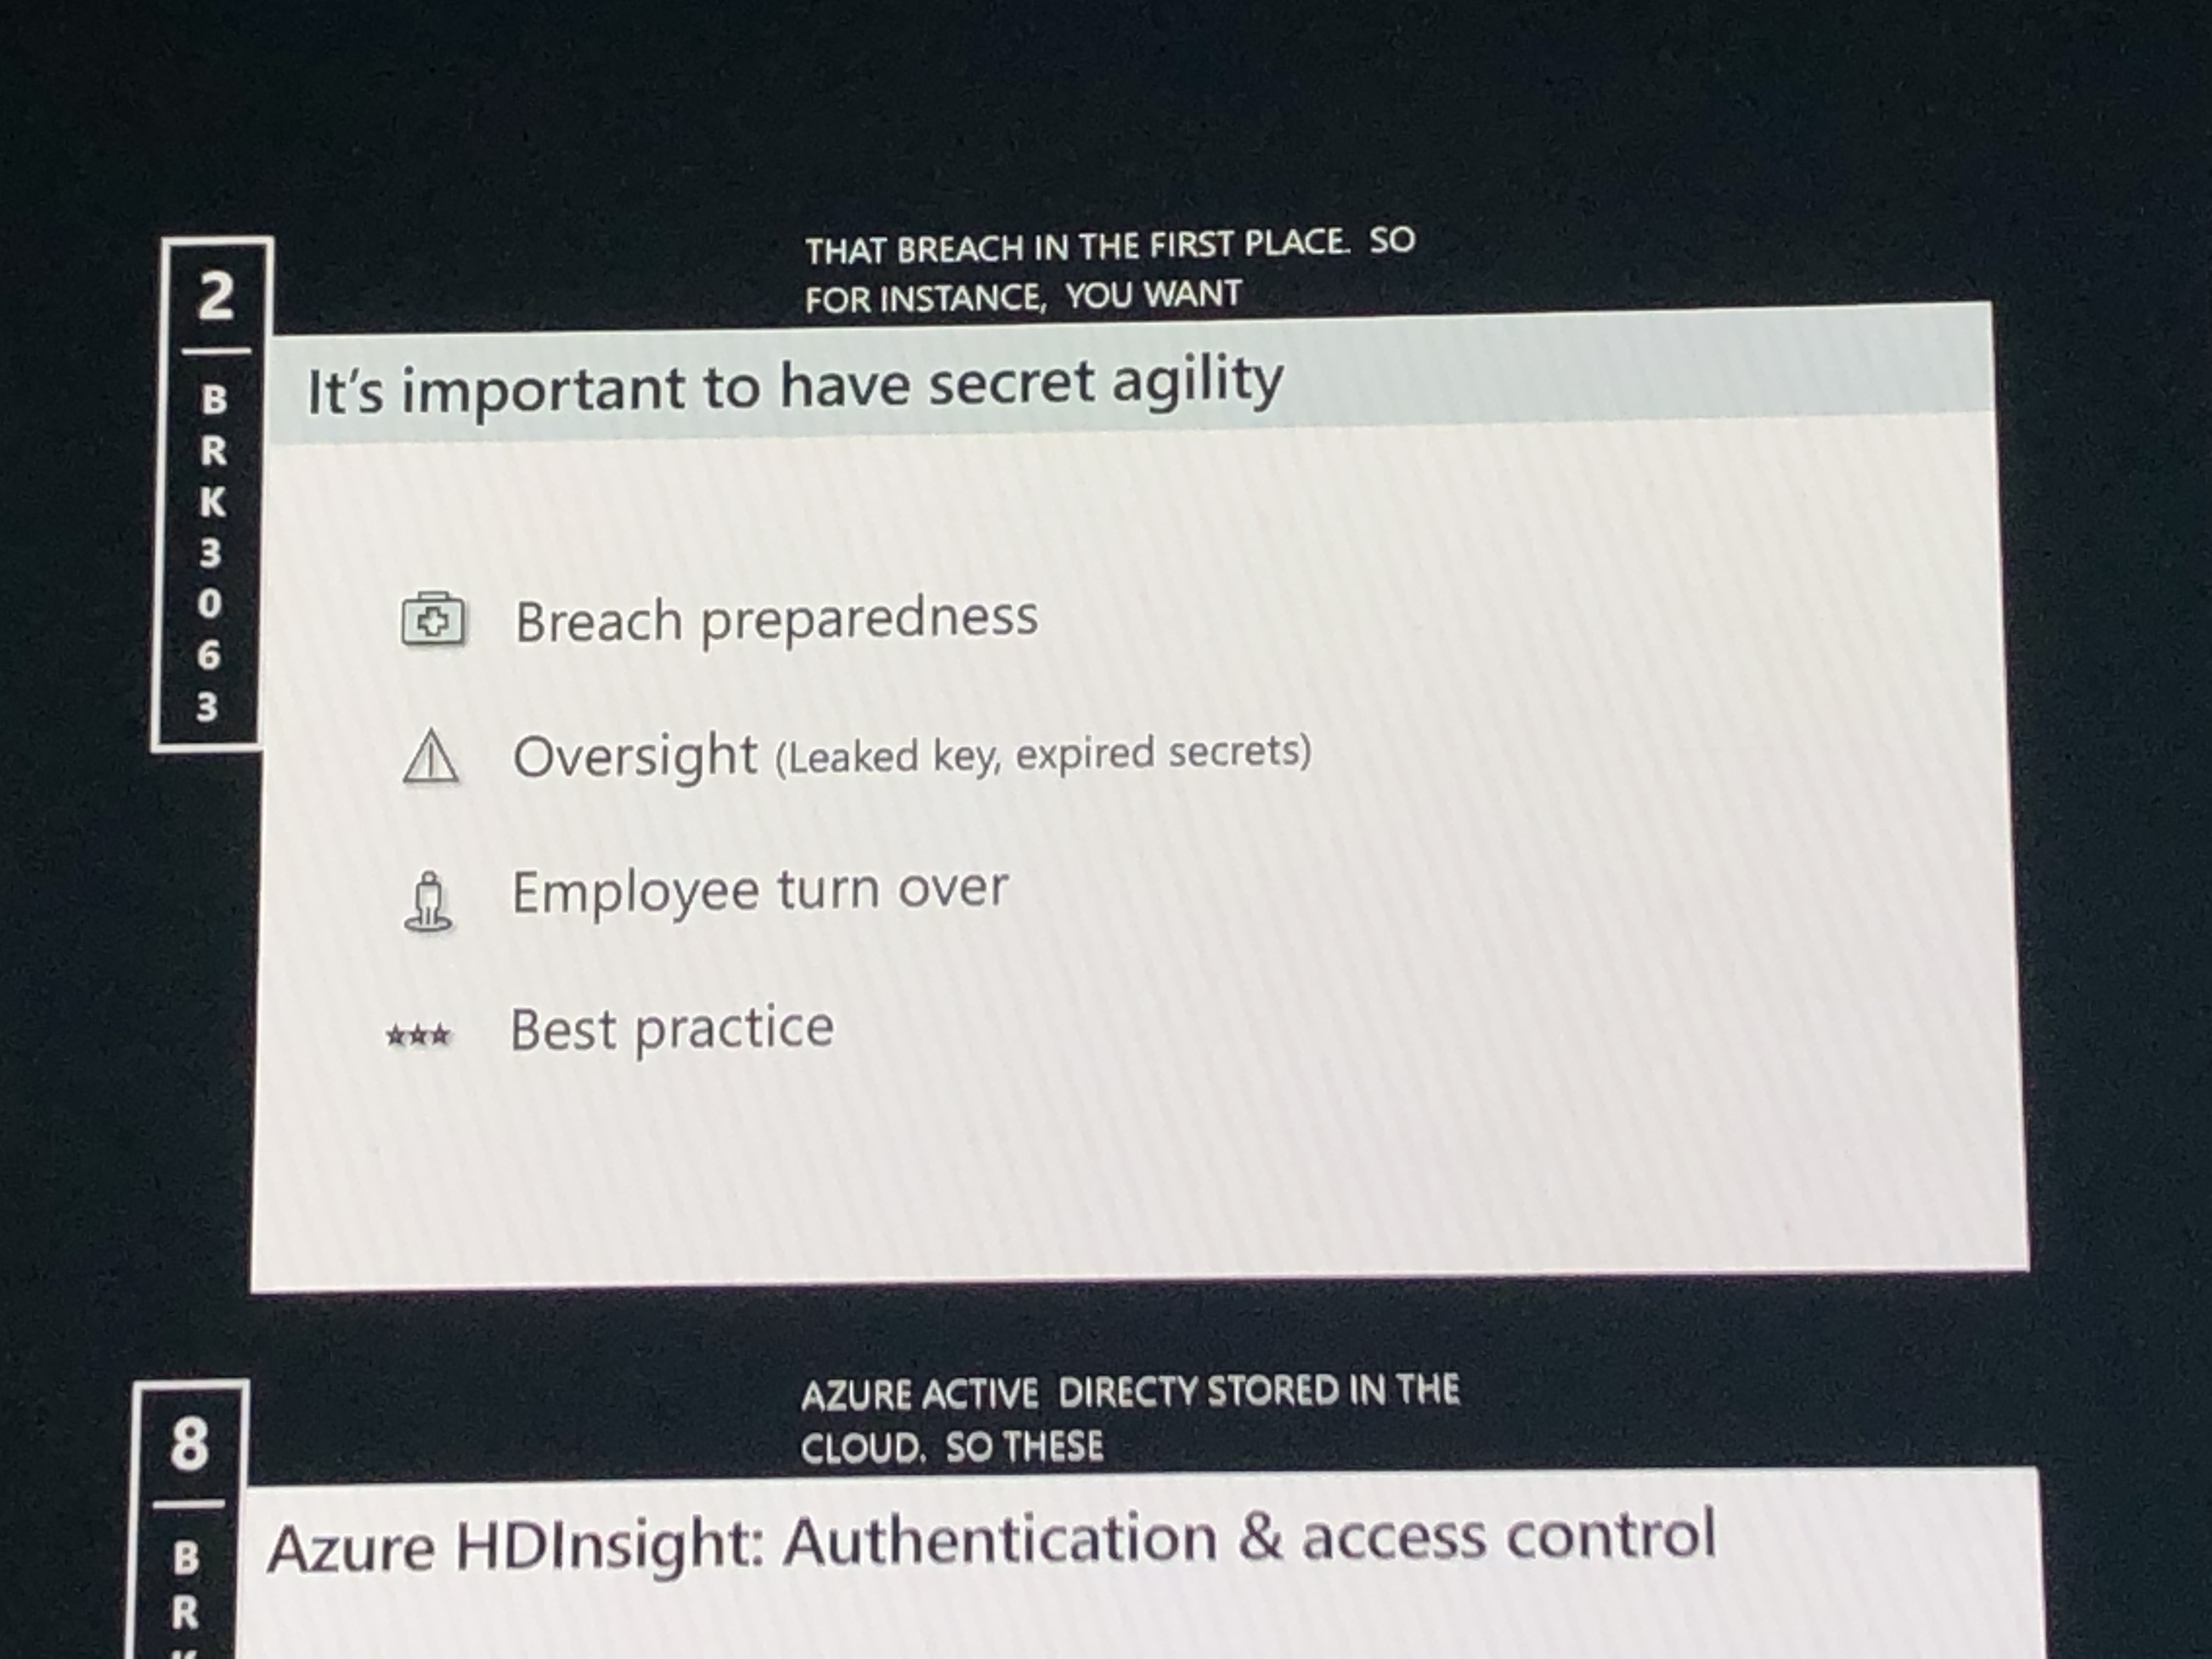 THAT BREACH IN THE FIRST PLACE. SO
FOR INSTANCE, YOU WANT
2
BRK3063
It's important to have secret agility
Breach preparedness
Oversight (Leaked key, expired secrets)
Employee turn over
Best practice
AZURE ACTIVE DIRECTY STORED IN THE
CLOUD. SO THESE
8
BR
Azure HDInsight: Authentication & access control